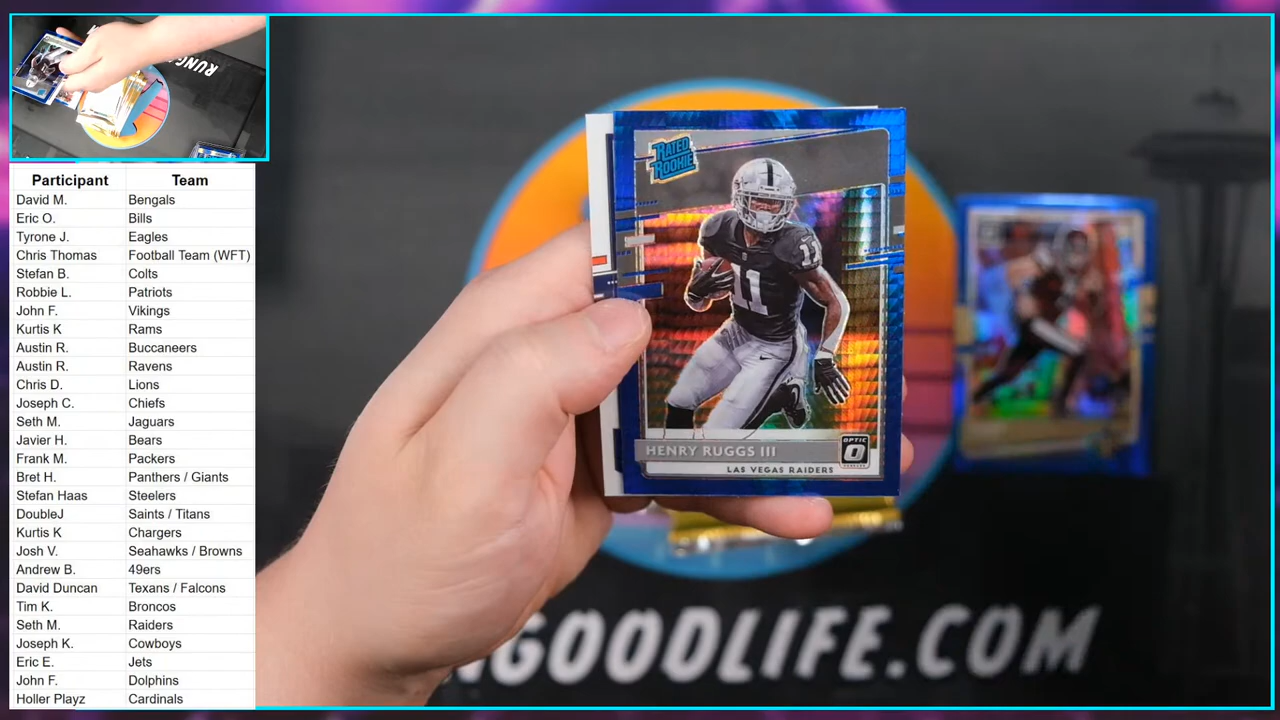 RUNGO
Participant Team
David M. Bengals
Eric O. Bills
Tyrone J. Eagles
Chris Thomas Football Team (WFT)
Stefan B. Colts
Robbie L. Patriots
John F. Vikings
Kurtis K Rams
Austin R. Buccaneers
Austin R. Ravens
Chris D. Lions
Joseph C. Chiefs
Seth M. Jaguars
Javier H. Bears
Frank M. Packers
Bret H. Panthers / Giants
Stefan Haas Steelers
DoubleJ Saints / Titans
Kurtis K Chargers
Josh V. Seahawks / Browns
Andrew B. 49ers
David Duncan Texans / Falcons
Tim K. Broncos
Seth M. Raiders
Joseph K. Cowboys
Eric E. Jets
John F. Dolphins
Holler Playz Cardinals
RATED
ROOKIE
11
11
HENRY RUGGS III
OPTIC
LAS VEGAS RAIDERS
NGOODLIFE.COM